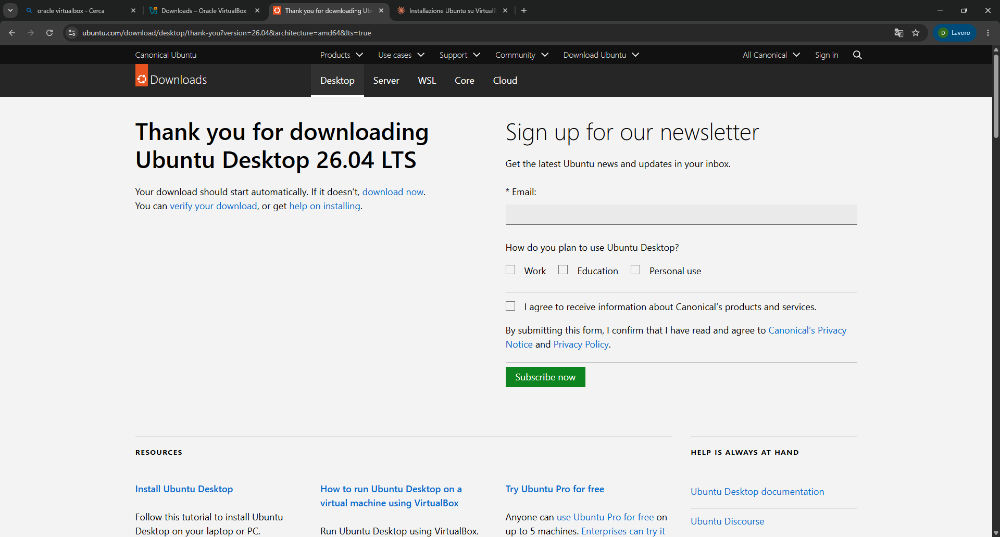 oracle virtualbox - Cerca
Downloads – Oracle VirtualBox
Thank you for downloading Ub
Installazione Ubuntu su Virtual
ubuntu.com/download/desktop/thank-you?version=26.04&architecture=amd64&lts=true
D Lavoro
Canonical Ubuntu
Products
Use cases
Support
Community
Download Ubuntu
All Canonical
Sign in
Downloads
Desktop
Server
WSL
Core
Cloud
Thank you for downloading
Ubuntu Desktop 26.04 LTS
Your download should start automatically. If it doesn’t, download now.
You can verify your download, or get help on installing.
Sign up for our newsletter
Get the latest Ubuntu news and updates in your inbox.
* Email:
How do you plan to use Ubuntu Desktop?
Work
Education
Personal use
I agree to receive information about Canonical’s products and services.
By submitting this form, I confirm that I have read and agree to Canonical’s Privacy
Notice and Privacy Policy.
Subscribe now
RESOURCES
Install Ubuntu Desktop
Follow this tutorial to install Ubuntu
Desktop on your laptop or PC.
How to run Ubuntu Desktop on a
virtual machine using VirtualBox
Run Ubuntu Desktop using VirtualBox.
Try Ubuntu Pro for free
Anyone can use Ubuntu Pro for free on
up to 5 machines. Enterprises can try it
HELP IS ALWAYS AT HAND
Ubuntu Desktop documentation
Ubuntu Discourse